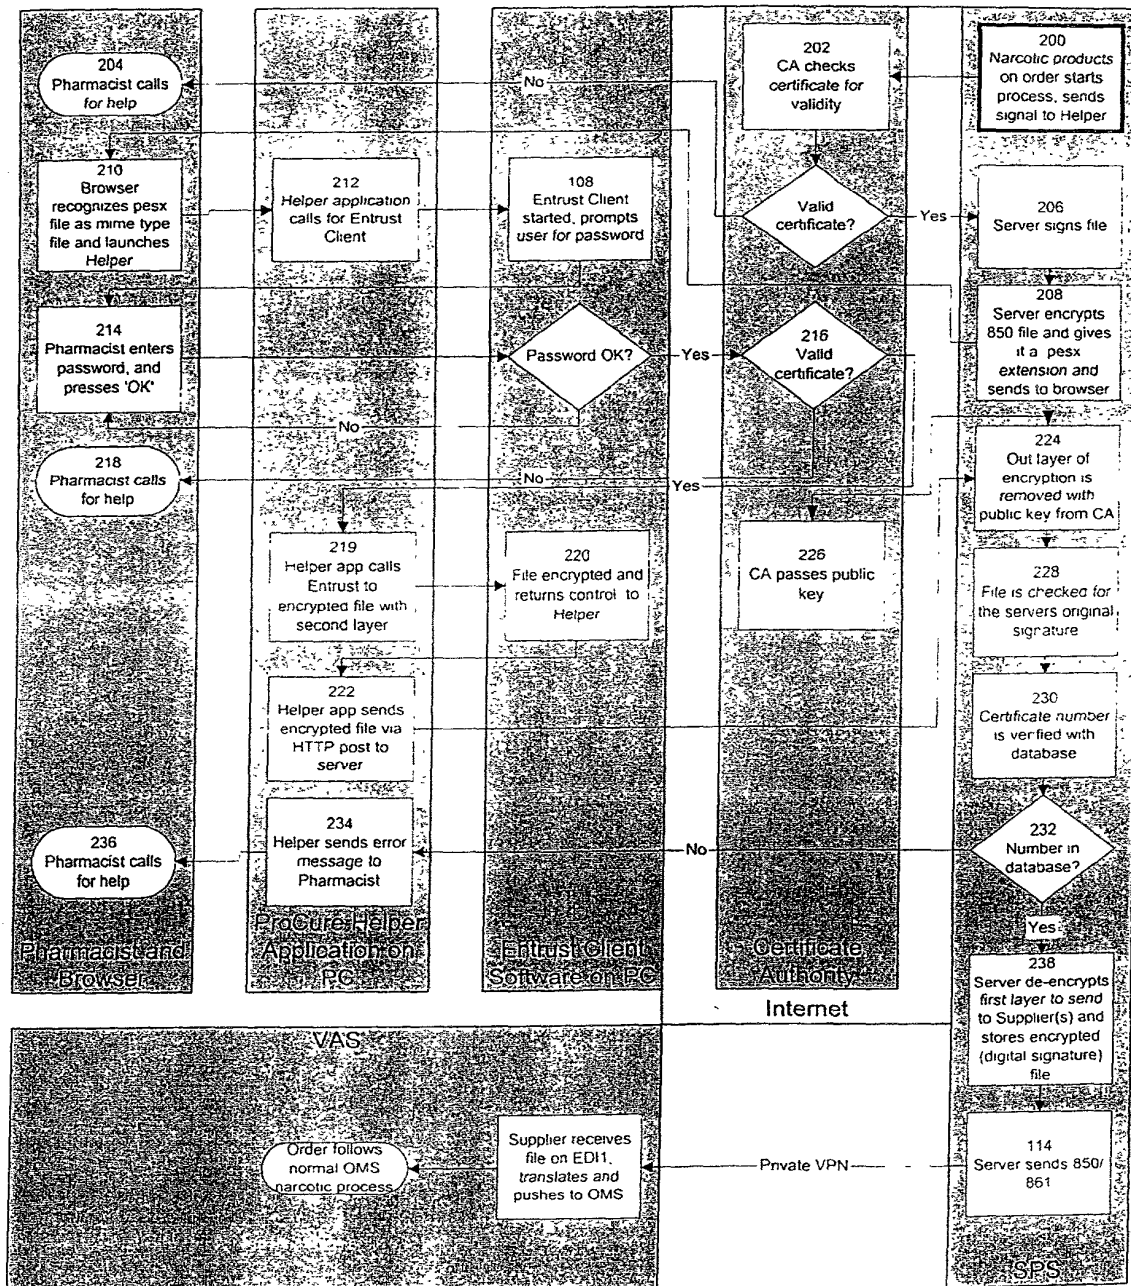 204
Pharmacist calls
for help
No
202
CA checks
certificate for
validity
200
Narcotic products
on order starts
process, sends
signal to Helper
210
Browser
recognizes pesx
file as mime type
file and launches
Helper
212
Helper application
calls for Entrust
Client
108
Entrust Client
started, prompts
user for password
Valid
certificate?
Yes
206
Server signs file
214
Pharmacist enters
password, and
presses 'OK'
Password OK?
Yes
216
Valid
certificate?
208
Server encrypts
850 file and gives
it a pesx
extension and
sends to browser
No
218
Pharmacist calls
for help
No
Yes
224
Out layer of
encryption is
removed with
public key from CA
219
Helper app calls
Entrust to
encrypted file with
second layer
220
File encrypted and
returns control to
Helper
226
CA passes public
key
228
File is checked for
the servers original
signature
222
Helper app sends
encrypted file via
HTTP post to
server
230
Certificate number
is verified with
database
236
Pharmacist calls
for help
234
Helper sends error
message to
Pharmacist
No
232
Number in
database?
Yes
Pharmacist and
Browser
ProCure Helper
Application on
PC
Entrust Client
Software on PC
Certificate
Authority
Internet
238
Server de-encrypts
first layer to send
to Supplier(s) and
stores encrypted
(digital signature)
file
VAS
Order follows
normal OMS
narcotic process
Supplier receives
file on EDI1,
translates and
pushes to OMS
Private VPN
114
Server sends 850/
861
SPS